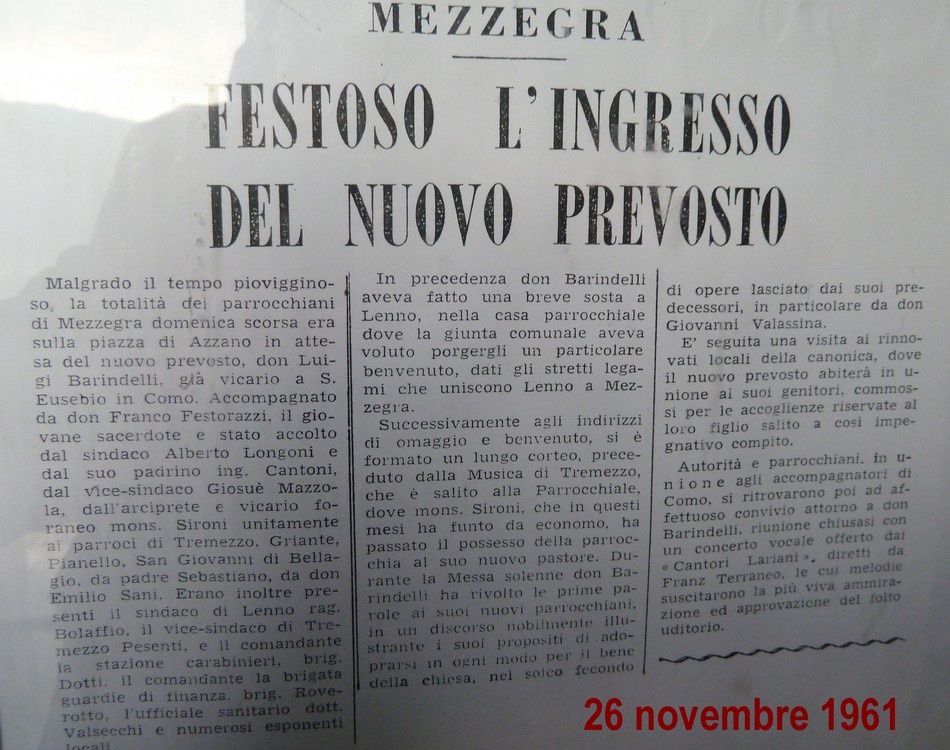 MEZZEGRA
FESTOSO L'INGRESSO
DEL NUOVO PREVOSTO
Malgrado il tempo pioviggino-
so, la totalità dei parrocchiani
di Mezzegra domenica scorsa era
sulla piazza di Azzano in atte-
sa del nuovo prevosto, don Lui-
gi Barindelli, già vicario a S.
Eusebio in Como. Accompagnato
da don Franco Festorazzi, il gio-
vane sacerdote e stato accolto
dal sindaco Alberto Longoni e
dal suo padrino ing. Cantoni,
dal vice-sindaco Giosuè Mazzo-
la, dall'arciprete e vicario fo-
raneo mons. Sironi unitamente
ai parroci di Tremezzo, Griante,
Pianello, San Giovanni di Bella-
gio, da padre Sebastiano, da don
Emilio Sani. Erano inoltre pre-
senti il sindaco di Lenno rag.
Bolaffio, il vice-sindaco di Tre-
mezzo Pesenti, e il comandante
la stazione carabinieri, brig.
Dotti, il comandante la brigata
guardie di finanza, brig. Rove-
rotto, l'ufficiale sanitario dott.
Valsecchi e numerosi esponenti
locali.
In precedenza don Barindelli
aveva fatto una breve sosta a
Lenno, nella casa parrocchiale
dove la giunta comunale aveva
voluto porgergli un particolare
benvenuto, dati gli stretti lega-
mi che uniscono Lenno a Mez-
zegra.
Successivamente agli indirizzi
di omaggio e benvenuto, si è
formato un lungo corteo, prece-
duto dalla Musica di Tremezzo,
che è salito alla Parrocchiale,
dove mons. Sironi, che in questi
mesi ha funto da economo, ha
passato il possesso della parroc-
chia al suo nuovo pastore. Du-
rante la Messa solenne don Ba-
rindelli ha rivolto le prime pa-
role ai suoi nuovi parrocchiani,
in un discorso nobilmente illu-
strante i suoi propositi di ado-
prarsi in ogni modo per il bene
della chiesa, nel solco fecondo
di opere lasciato dai suoi pre-
decessori, in particolare da don
Giovanni Valassina.
E' seguita una visita ai rinno-
vati locali della canonica, dove
il nuovo prevosto abiterà in u-
nione ai suoi genitori, commos-
si per le accoglienze riservate al
loro figlio salito a così impe-
gnativo compito.
Autorità e parrocchiani, in u-
nione agli accompagnatori di
Como, si ritrovarono poi ad af-
fettuoso convivio attorno a don
Barindelli, riunione chiusasi con
un concerto vocale offerto dai
« Cantori Lariani », diretti da
Franz Terraneo, le cui melodie
suscitarono la più viva ammira-
zione ed approvazione del folto
uditorio.
26 novembre 1961